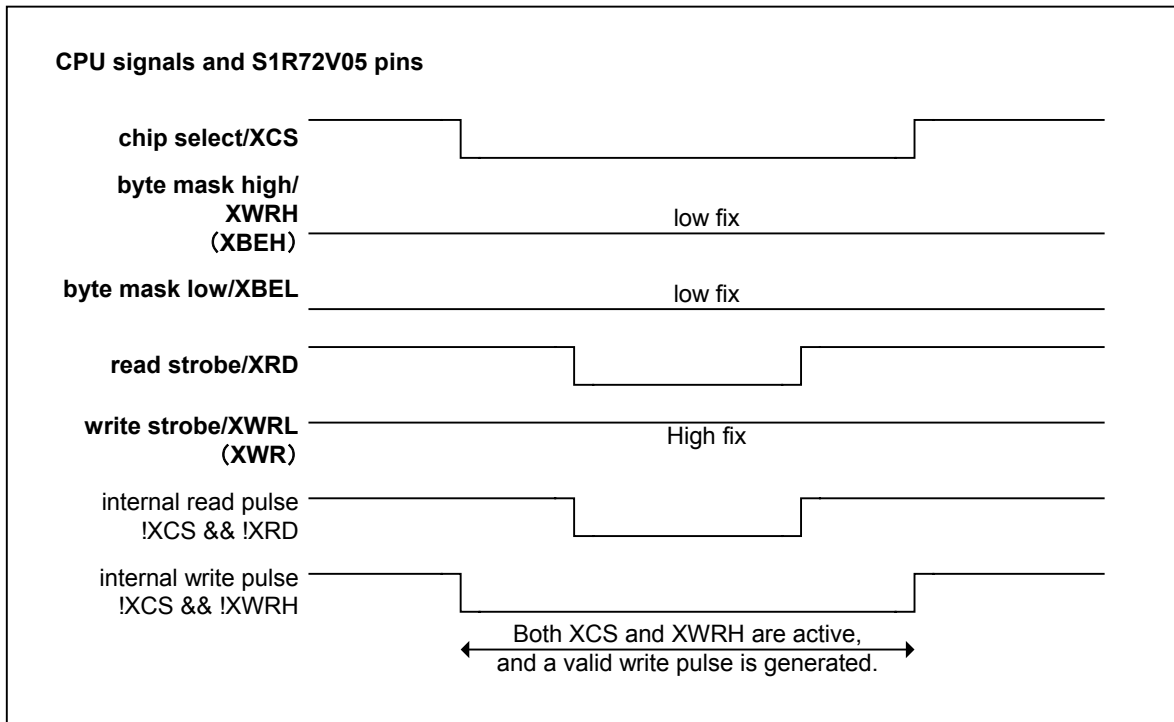 CPU signals and S1R72V05 pins
chip select/XCS
byte mask high/
XWRH
（XBEH）
low fix
byte mask low/XBEL
low fix
read strobe/XRD
write strobe/XWRL
（XWR）
High fix
internal read pulse
!XCS && !XRD
internal write pulse
!XCS && !XWRH
Both XCS and XWRH are active,
and a valid write pulse is generated.